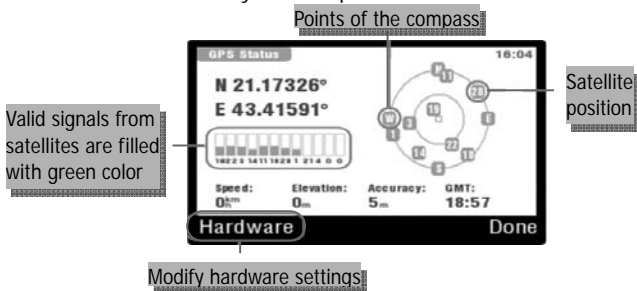 Points of the compass
GPS Status
16:04
N 21.17326°
E 43.41591°
Satellite
position
Valid signals from
satellites are filled
with green color
Speed:
Elevation:
Accuracy:
GMT:
0km/h
0m
5m
18:57
Hardware
Done
Modify hardware settings